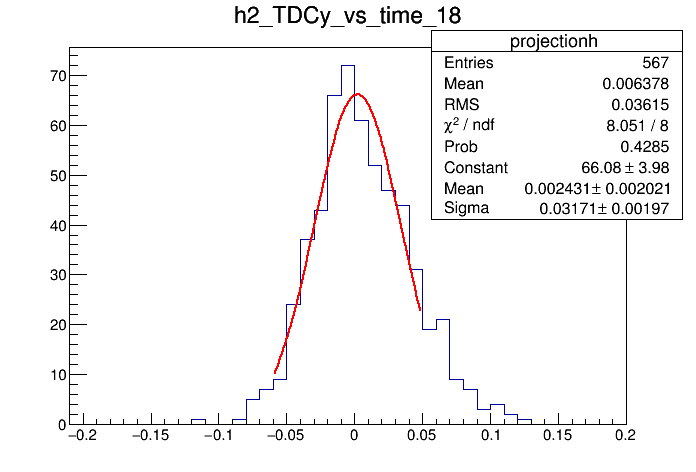 h2_TDCy_vs_time_18
projectionh
Entries 567
Mean 0.006378
RMS 0.03615
χ² / ndf 8.051 / 8
Prob 0.4285
Constant 66.08 ± 3.98
Mean 0.002431 ± 0.002021
Sigma 0.03171 ± 0.00197
70
60
50
40
30
20
10
0
−0.2 −0.15 −0.1 −0.05 0 0.05 0.1 0.15 0.2